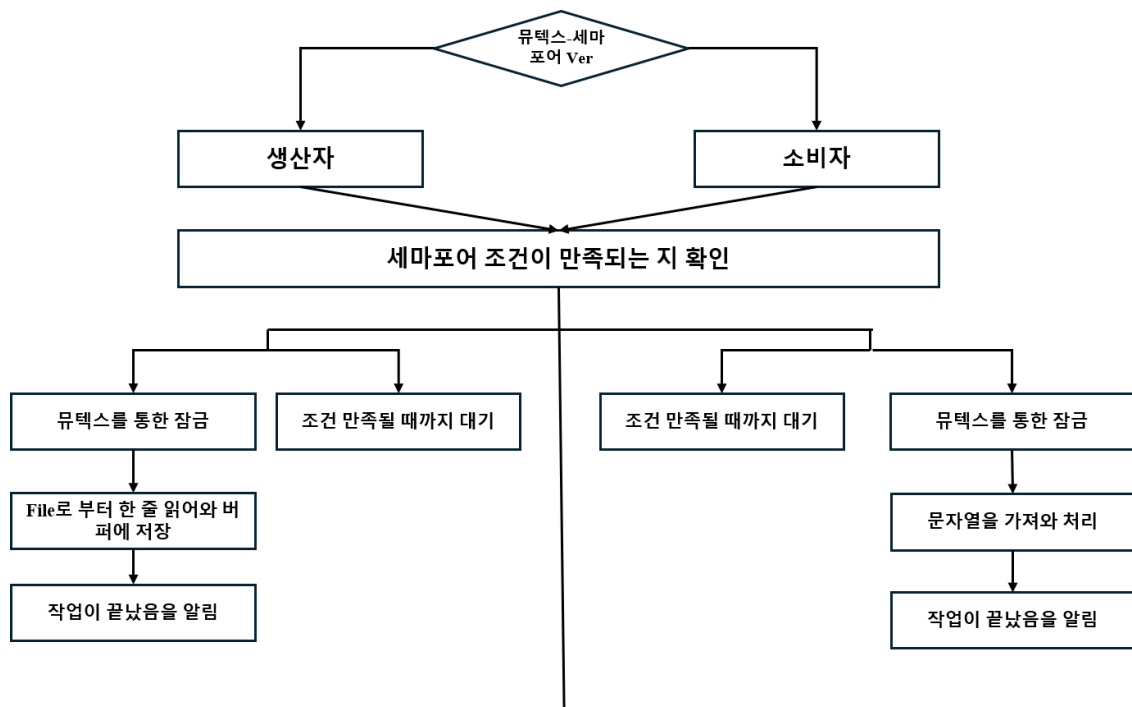 뮤텍스-세마
포어 Ver
생산자
소비자
세마포어 조건이 만족되는 지 확인
뮤텍스를 통한 잠금
조건 만족될 때까지 대기
조건 만족될 때까지 대기
뮤텍스를 통한 잠금
File로 부터 한 줄 읽어와 버
퍼에 저장
문자열을 가져와 처리
작업이 끝났음을 알림
작업이 끝났음을 알림